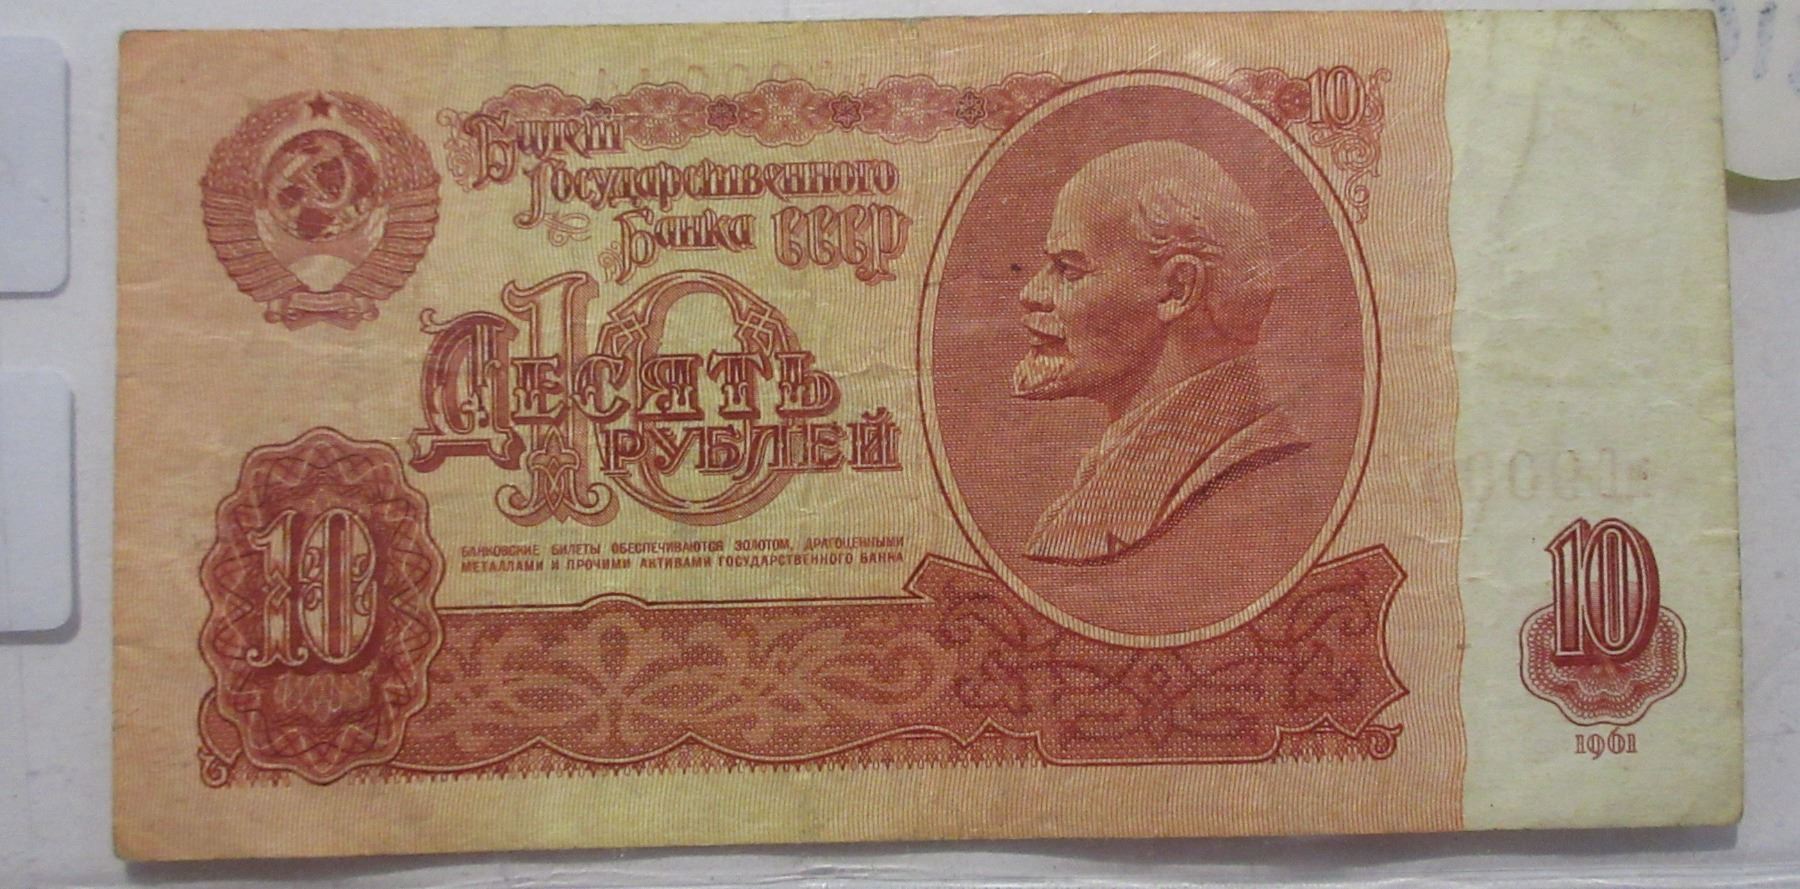 Билет
Государственного
Банка СССР
10
10
Десять
рублей
БАНКОВСКИЕ БИЛЕТЫ ОБЕСПЕЧИВАЮТСЯ ЗОЛОТОМ, ДРАГОЦЕННЫМИ
МЕТАЛЛАМИ И ПРОЧИМИ АКТИВАМИ ГОСУДАРСТВЕННОГО БАНКА
10
10
1961